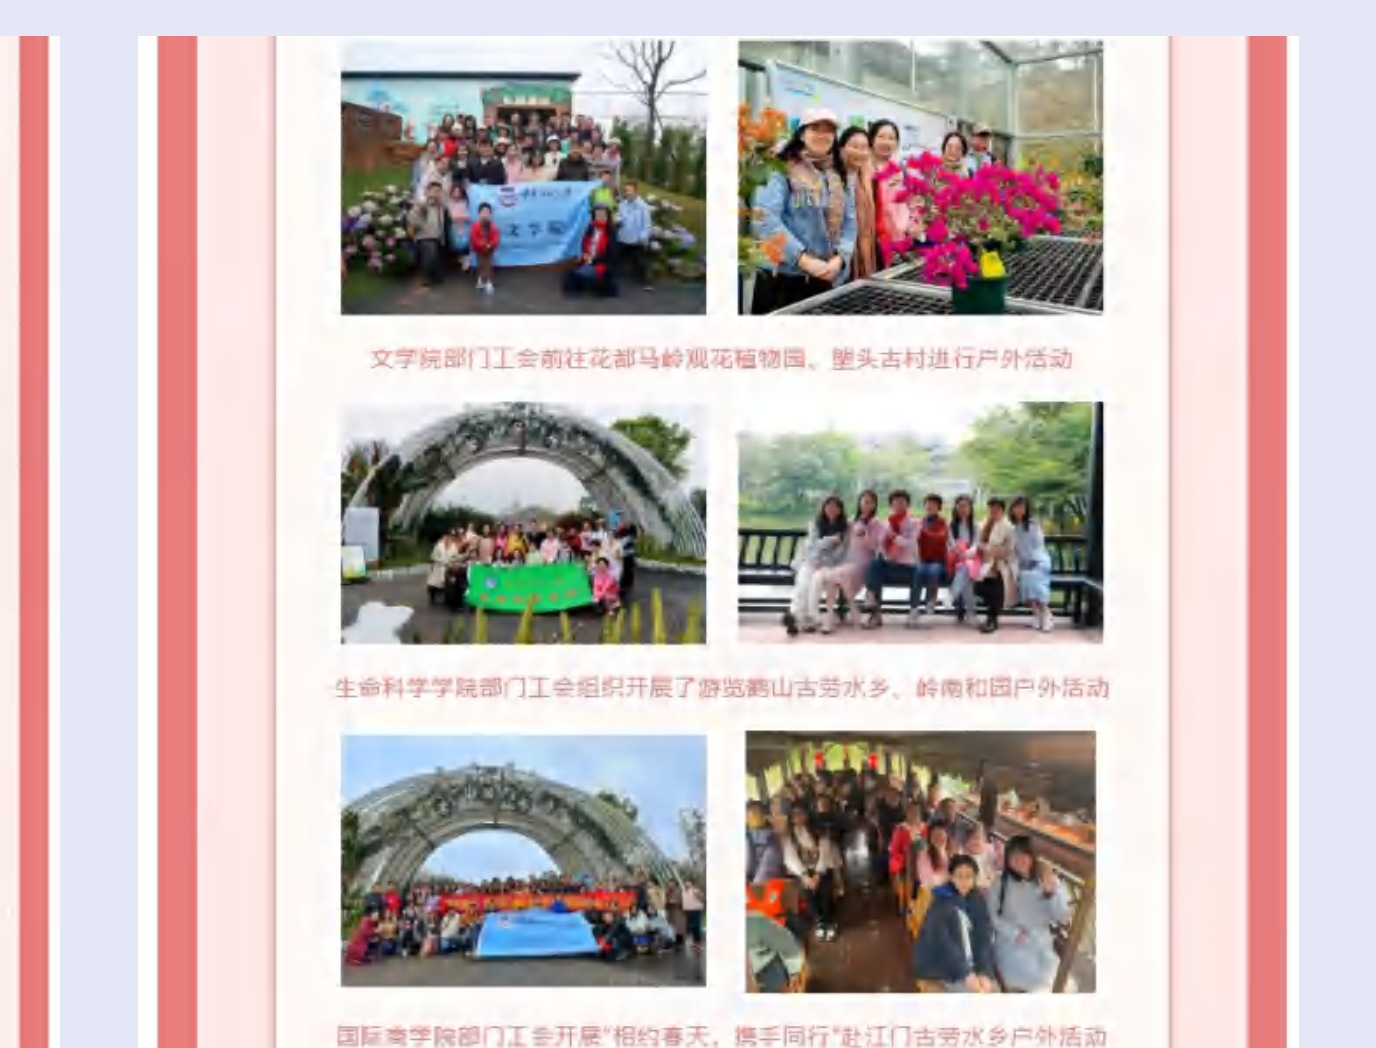 文学院
文学院部门工会前往花都马岭观花植物园、塱头古村进行户外活动
生命科学学院部门工会组织开展了游览鹤山古劳水乡、岭南和园户外活动
国际商学院部门工会开展“相约春天，携手同行”赴江门古劳水乡户外活动